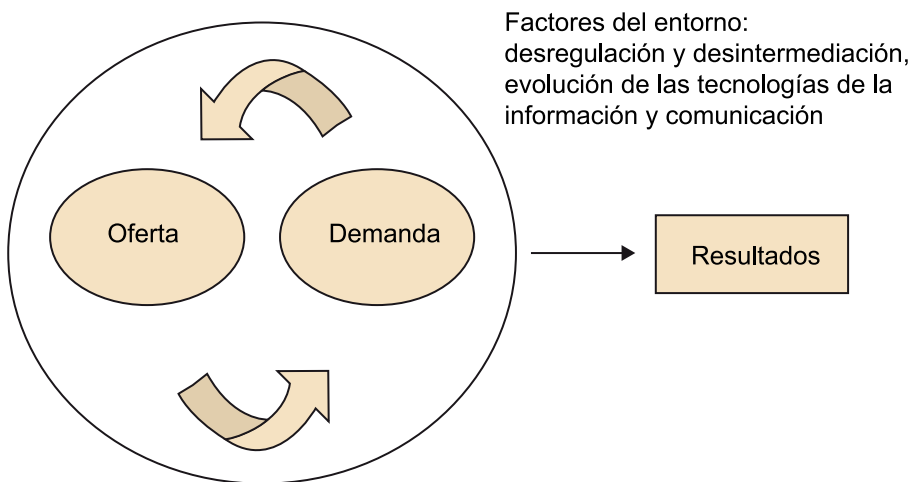 Factores del entorno:
desregulación y desintermediación,
evolución de las tecnologías de la
información y comunicación
Oferta
Demanda
Resultados